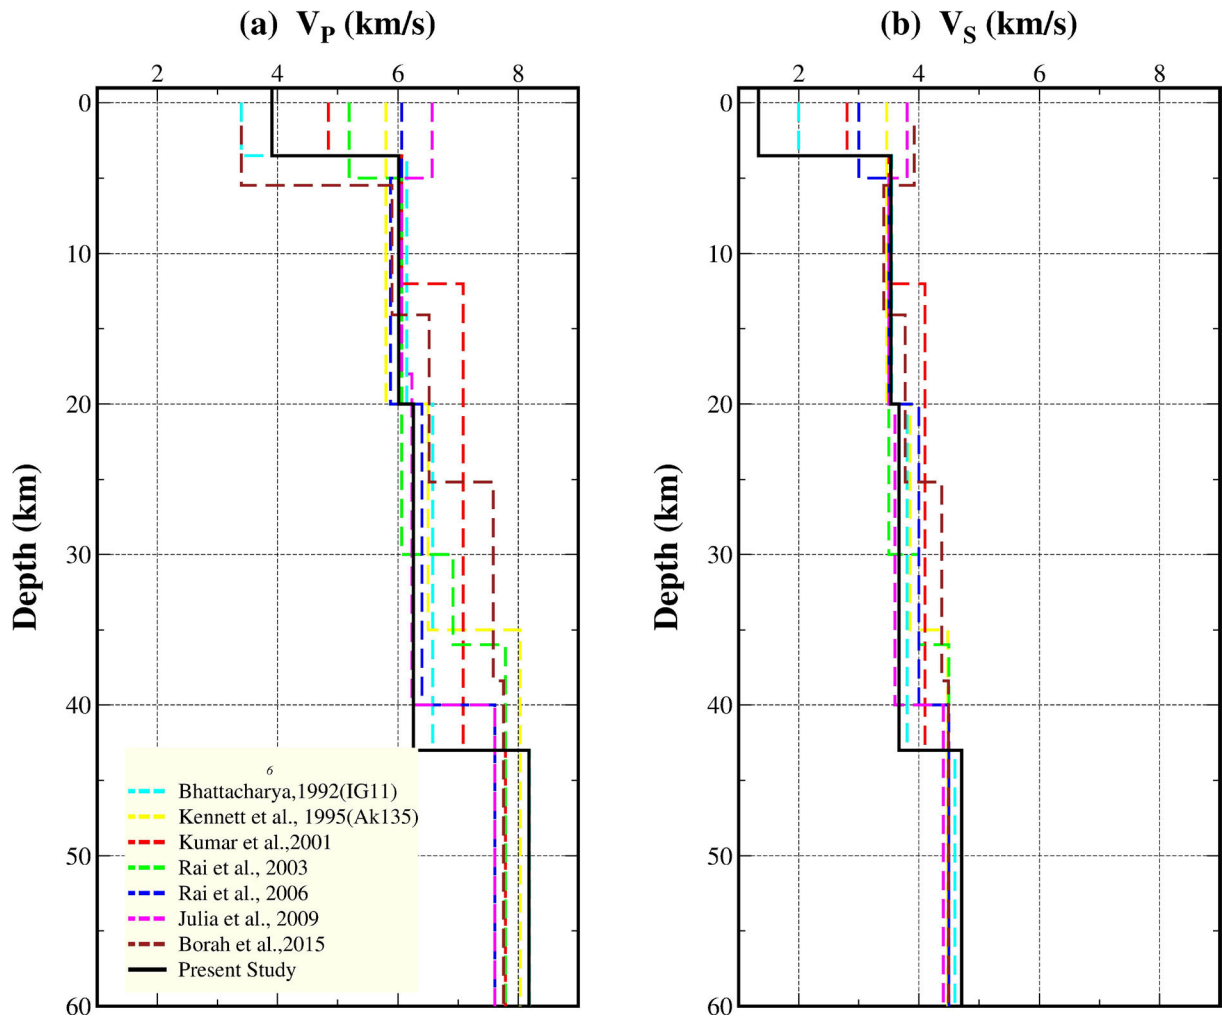 (a) V_P (km/s)
2 4 6 8
0
10
20
30
40
50
60
Depth (km)
6
Bhattacharya,1992(IG11)
Kennett et al., 1995(Ak135)
Kumar et al.,2001
Rai et al., 2003
Rai et al., 2006
Julia et al., 2009
Borah et al.,2015
Present Study
(b) V_S (km/s)
2 4 6 8
0
10
20
30
40
50
60
Depth (km)